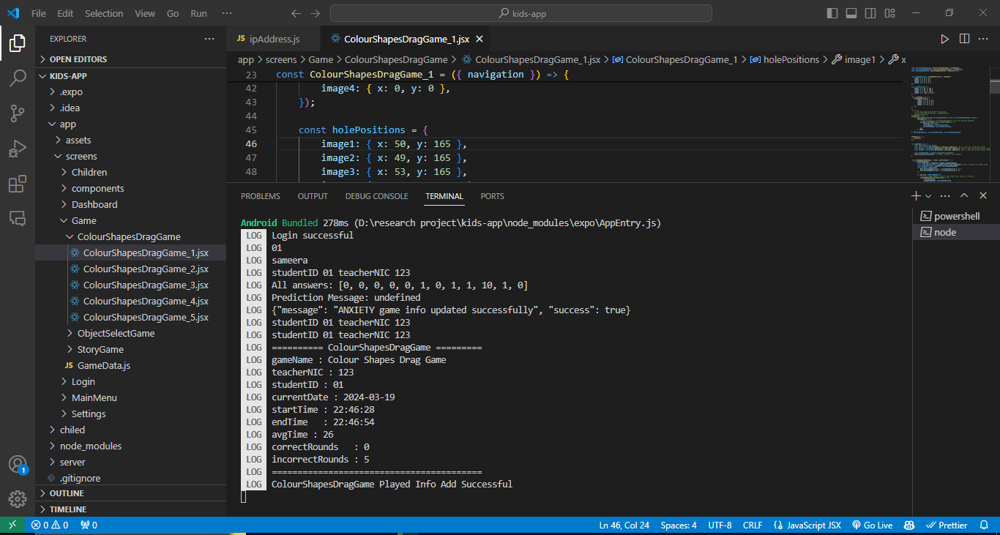 File Edit Selection View Go Run ··· kids-app
EXPLORER ···
OPEN EDITORS
KIDS-APP
.expo
.idea
app
assets
screens
Children
components
Dashboard
Game
ColourShapesDragGame
ColourShapesDragGame_1.jsx
ColourShapesDragGame_2.jsx
ColourShapesDragGame_3.jsx
ColourShapesDragGame_4.jsx
ColourShapesDragGame_5.jsx
ObjectSelectGame
StoryGame
JS GameData.js
Login
MainMenu
Settings
chiled
node_modules
server
.gitignore
OUTLINE
TIMELINE
JS ipAddress.js ColourShapesDragGame_1.jsx
app > screens > Game > ColourShapesDragGame > ColourShapesDragGame_1.jsx > ColourShapesDragGame_1 > holePositions > image1 > x
23 const ColourShapesDragGame_1 = ({ navigation }) => {
42 image4: { x: 0, y: 0 },
43 });
44
45 const holePositions = {
46 image1: { x: 50, y: 165 },
47 image2: { x: 49, y: 165 },
48 image3: { x: 53, y: 165 },
PROBLEMS OUTPUT DEBUG CONSOLE TERMINAL PORTS
Android Bundled 278ms (D:\research project\kids-app\node_modules\expo\AppEntry.js)
LOG Login successful
LOG 01
LOG sameera
LOG studentID 01 teacherNIC 123
LOG All answers: [0, 0, 0, 0, 0, 1, 0, 1, 1, 10, 1, 0]
LOG Prediction Message: undefined
LOG {"message": "ANXIETY game info updated successfully", "success": true}
LOG studentID 01 teacherNIC 123
LOG studentID 01 teacherNIC 123
LOG ========== ColourShapesDragGame =========
LOG gameName : Colour Shapes Drag Game
LOG teacherNIC : 123
LOG studentID : 01
LOG currentDate : 2024-03-19
LOG startTime : 22:46:28
LOG endTime : 22:46:54
LOG avgTime : 26
LOG correctRounds : 0
LOG incorrectRounds : 5
LOG =========================================
LOG ColourShapesDragGame Played Info Add Successful
powershell
node
1
0 0 0 Ln 46, Col 24 Spaces: 4 UTF-8 CRLF {} JavaScript JSX Go Live Prettier